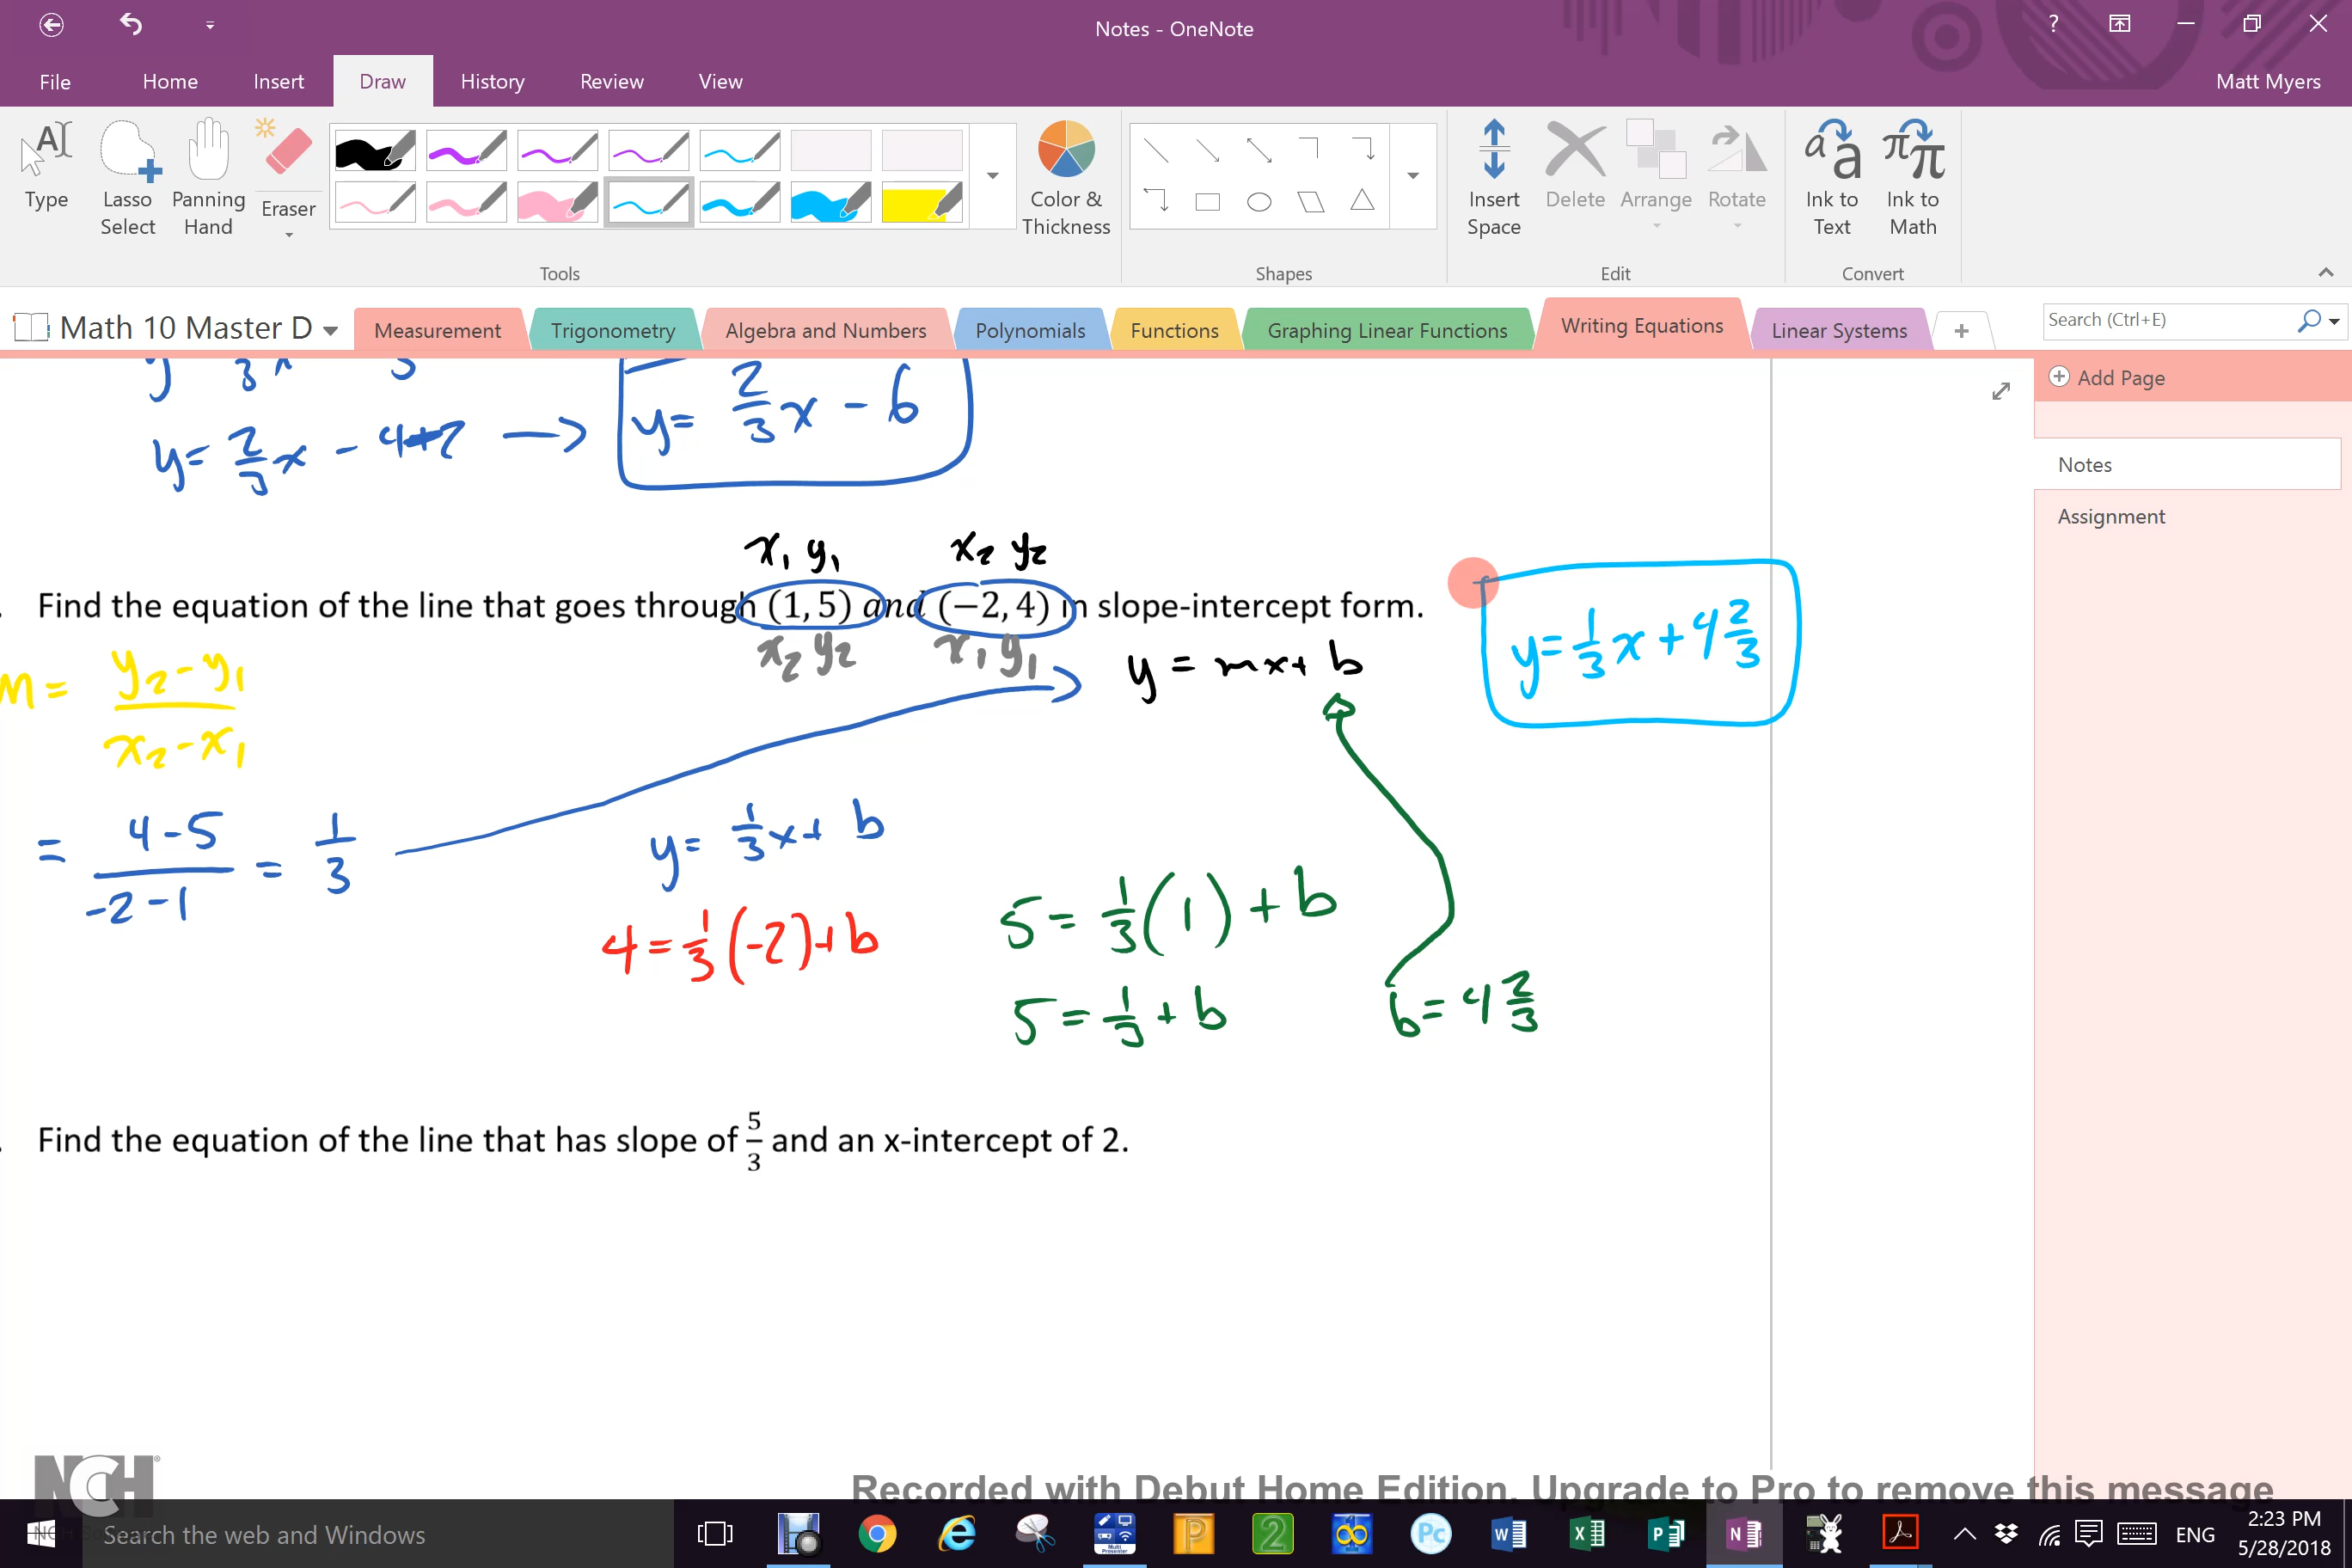 Notes - OneNote
File Home Insert Draw History Review View Matt Myers
Type Lasso Select Panning Hand Eraser Color & Thickness Insert Space Delete Arrange Rotate Ink to Text Ink to Math
Tools Shapes Edit Convert
Math 10 Master D Measurement Trigonometry Algebra and Numbers Polynomials Functions Graphing Linear Functions Writing Equations Linear Systems + Search (Ctrl+E)
Add Page
Notes
Assignment
y = 2/3 x - 4+2 → y = 2/3 x - 6
x₁ y₁ x₂ y₂
Find the equation of the line that goes through (1, 5) and (−2, 4) in slope-intercept form.
x₂ y₂ x₁ y₁
y = mx + b
y = 1/3 x + 4 2/3
m = y₂ - y₁ / x₂ - x₁
= 4 - 5 / -2 - 1 = 1/3
y = 1/3 x + b
4 = 1/3 (-2) + b
5 = 1/3 (1) + b
5 = 1/3 + b
b = 4 2/3
Find the equation of the line that has slope of 5/3 and an x-intercept of 2.
NCH
Recorded with Debut Home Edition. Upgrade to Pro to remove this message
Search the web and Windows
ENG
2:23 PM
5/28/2018